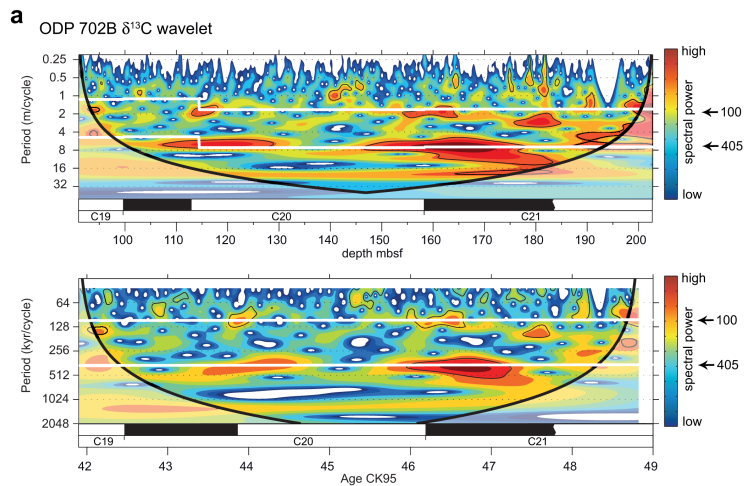 a
ODP 702B δ¹³C wavelet
Period (m/cycle)
0.25
0.5
1
2
4
8
16
32
C19
C20
C21
100
110
120
130
140
150
160
170
180
190
200
depth mbsf
high
spectral power
low
100
405
Period (kyr/cycle)
64
128
256
512
1024
2048
C19
C20
C21
42
43
44
45
46
47
48
49
Age CK95
high
spectral power
low
100
405